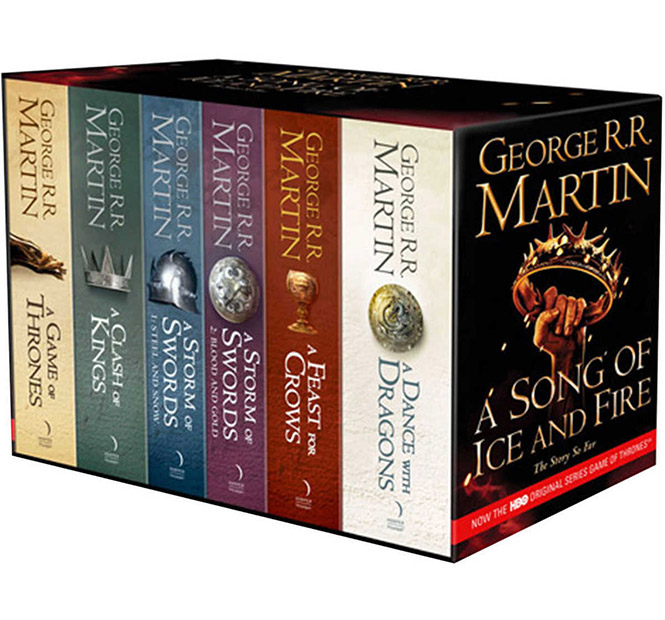 GEORGE R.R.
MARTIN
A GAME OF
THRONES
GEORGE R.R.
MARTIN
A CLASH OF
KINGS
GEORGE R.R.
MARTIN
A STORM OF
SWORDS
1: STEEL AND SNOW
GEORGE R.R.
MARTIN
A STORM OF
SWORDS
2: BLOOD AND GOLD
GEORGE R.R.
MARTIN
A FEAST FOR
CROWS
GEORGE R.R.
MARTIN
A DANCE WITH
DRAGONS
GEORGE R.R.
MARTIN
A SONG OF
ICE AND FIRE
The Story So Far
NOW THE HBO ORIGINAL SERIES GAME OF THRONES™